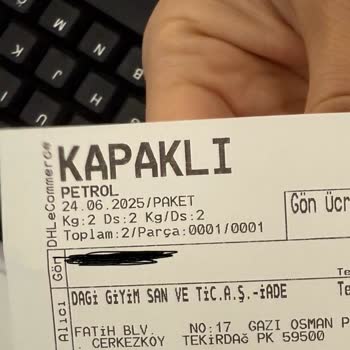 DHLeCommerce
KAPAKLI
PETROL
24.06.2025/PAKET
Kg:2 Ds:2 Kg/Ds:2
Toplam:2/Parça:0001/0001
Gön Ücr
Gön
Te
Alıcı
DAGİ GİYİM SAN VE TİC.A.Ş.-İADE Te
FATİH BLV. NO:17 GAZI OSMAN P
ÇERKEZKÖY TEKİRDAĞ PK 59500
K
J
N
H
B